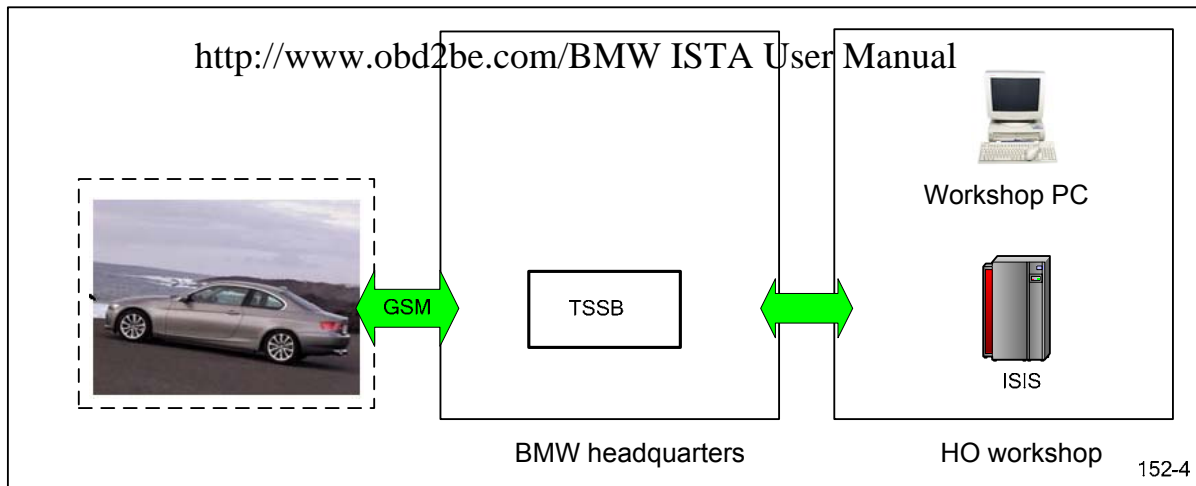 http://www.obd2be.com/BMW ISTA User Manual
Workshop PC
GSM
TSSB
ISIS
BMW headquarters
HO workshop
152-4